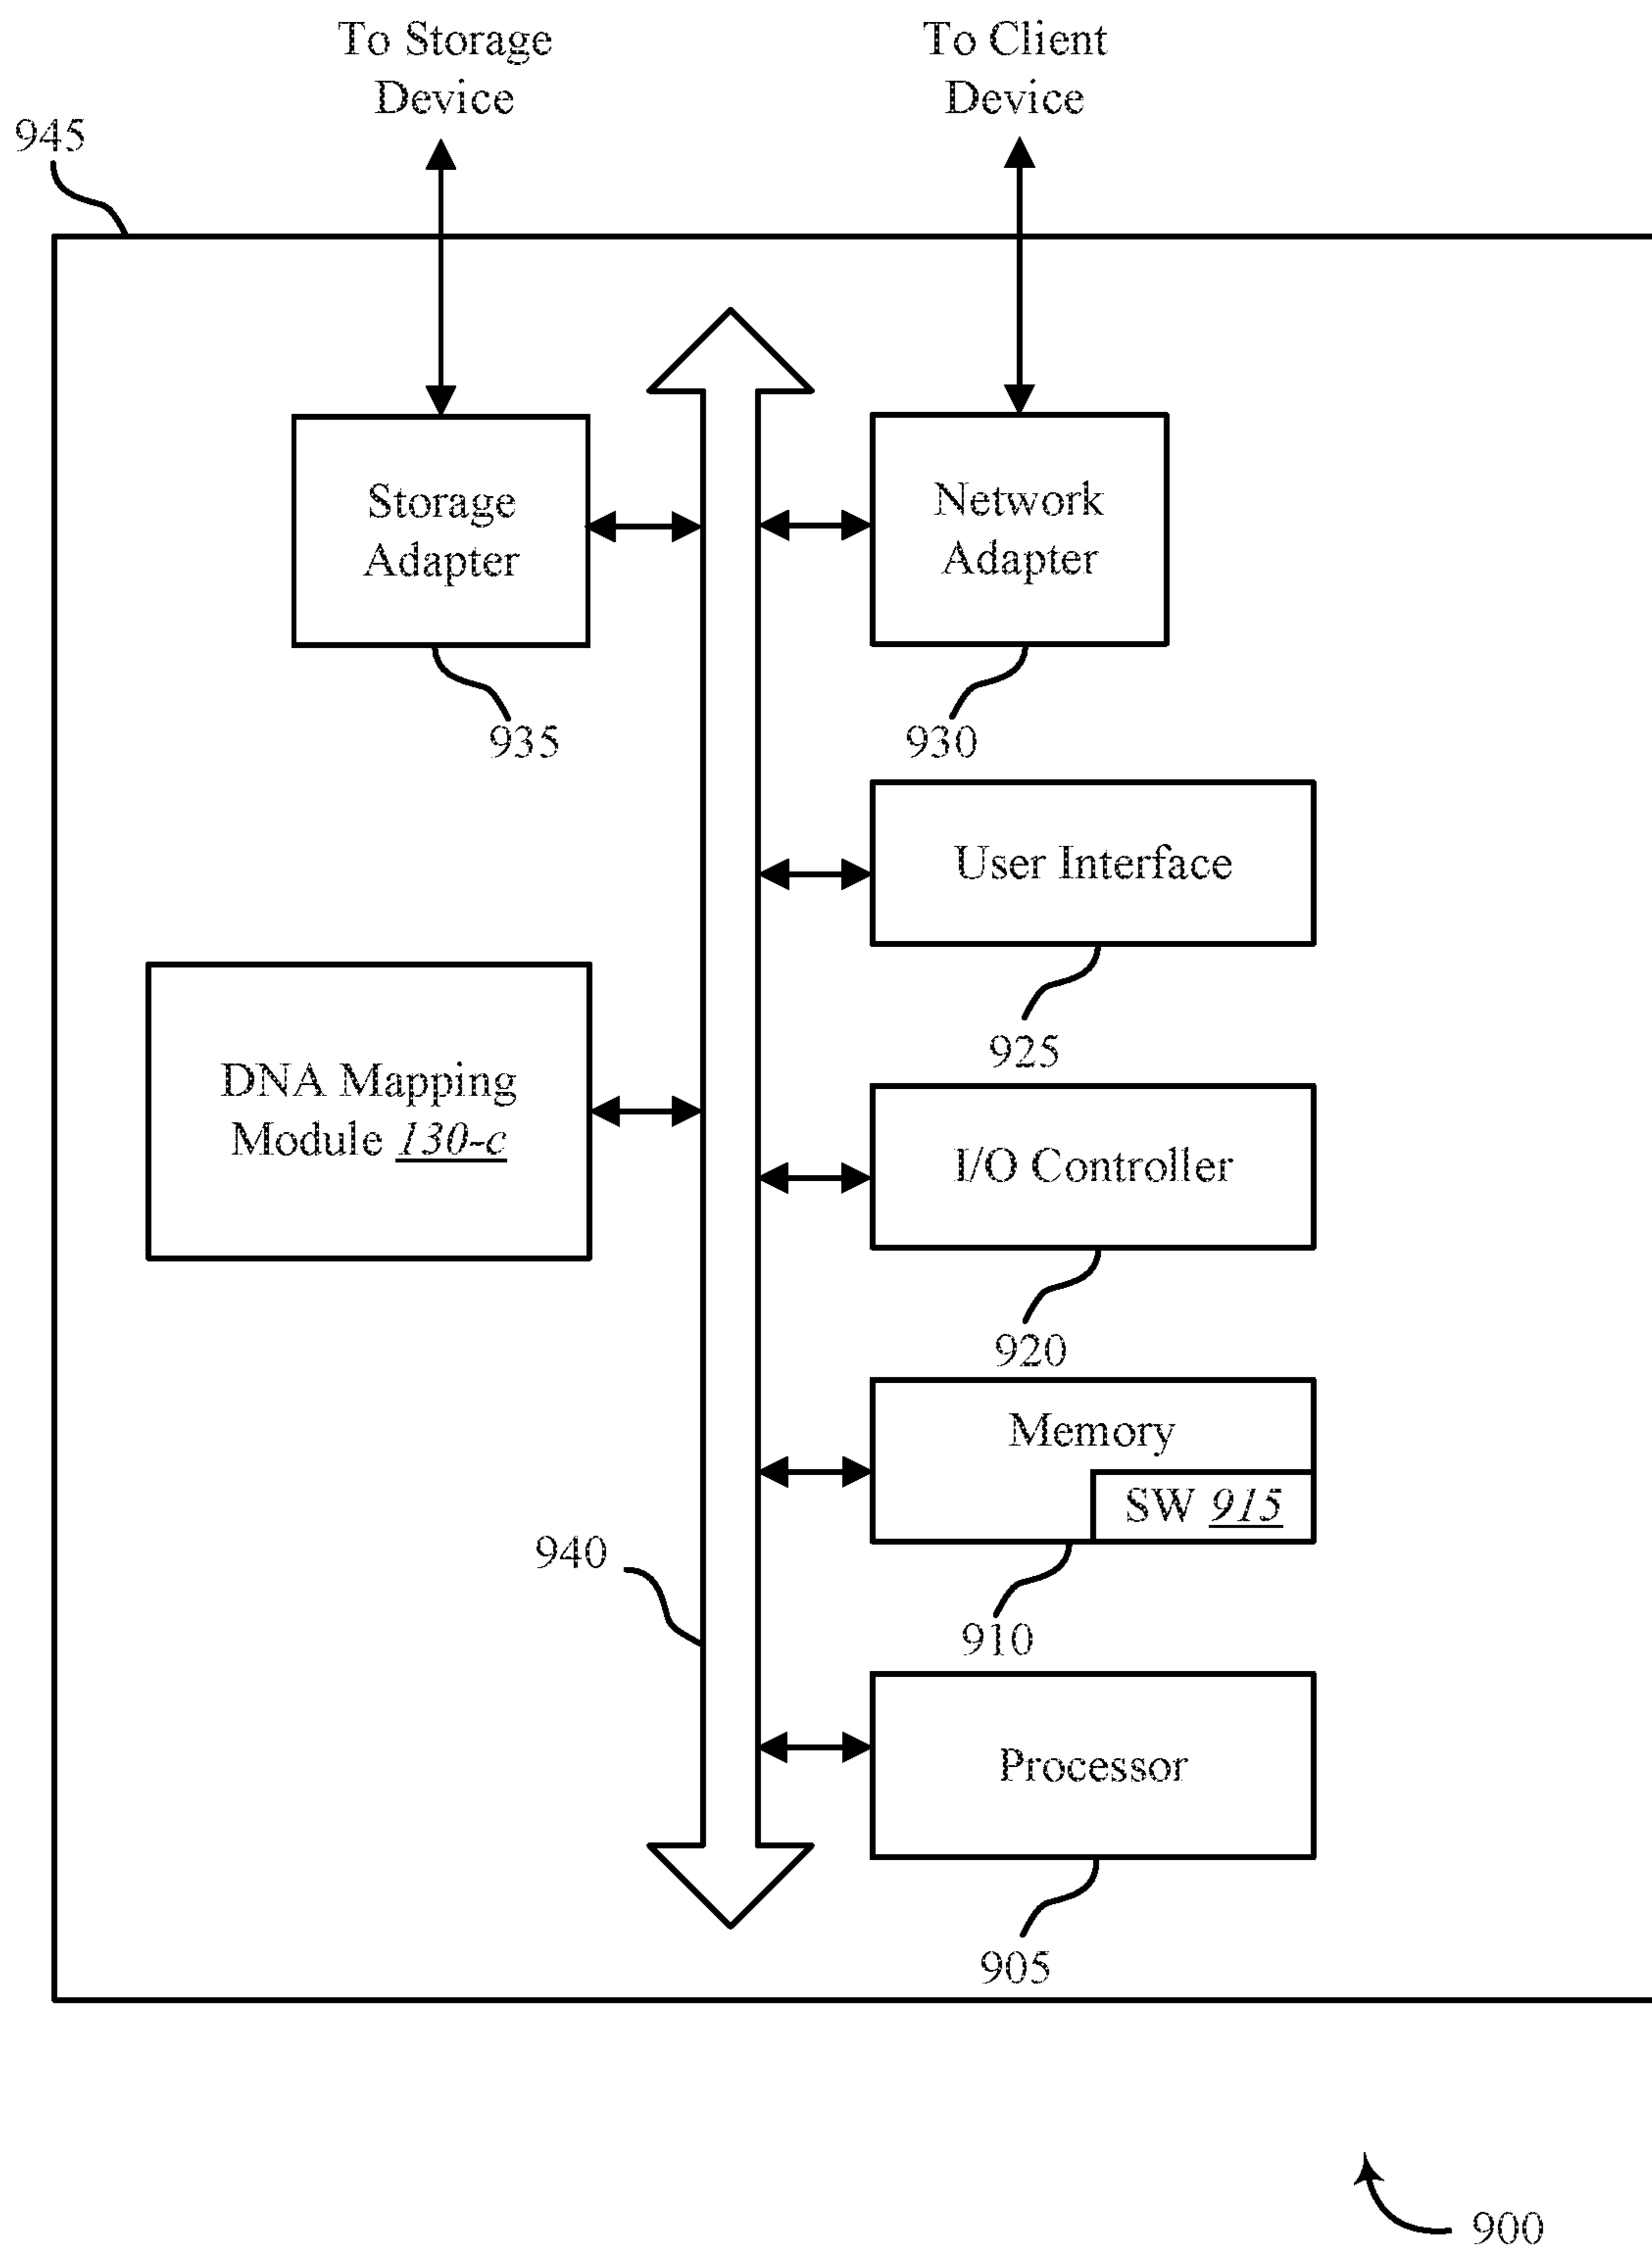 To Storage
Device
To Client
Device
945
Storage
Adapter
Network
Adapter
935
930
User Interface
925
DNA Mapping
Module 130-c
I/O Controller
920
Memory
SW 915
940
910
Processor
905
900